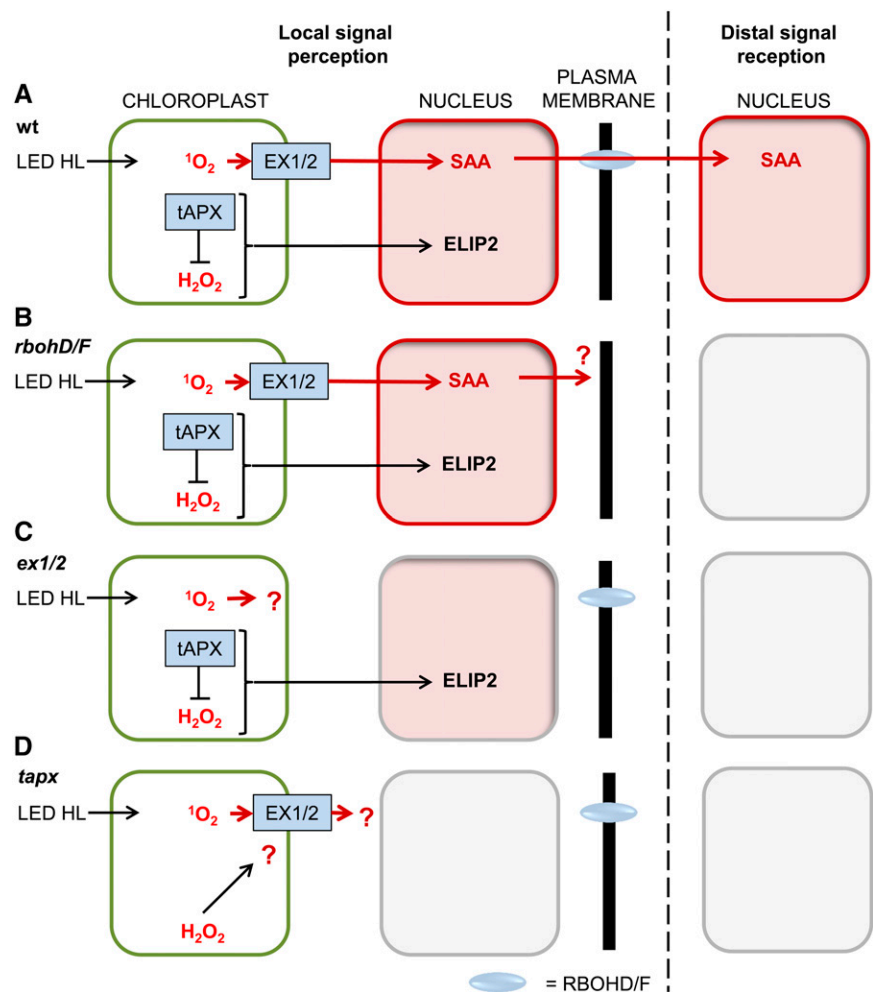 Local signal
perception
Distal signal
reception
A
CHLOROPLAST
NUCLEUS
PLASMA
MEMBRANE
NUCLEUS
wt
LED HL
¹O₂
EX1/2
SAA
SAA
tAPX
H₂O₂
ELIP2
B
rbohD/F
LED HL
¹O₂
EX1/2
SAA
?
tAPX
H₂O₂
ELIP2
C
ex1/2
LED HL
¹O₂
?
tAPX
H₂O₂
ELIP2
D
tapx
LED HL
¹O₂
EX1/2
?
?
H₂O₂
= RBOHD/F